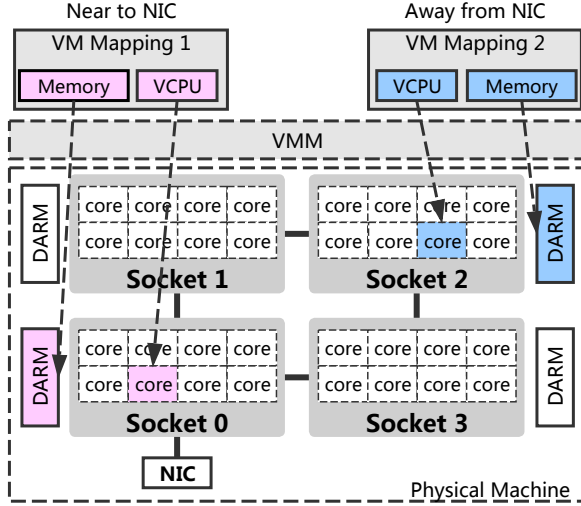 Near to NIC Away from NIC
VM Mapping 1 VM Mapping 2
Memory VCPU VCPU Memory
VMM
core core core core core core core core
core core core core core core core core
DARM DARM
Socket 1 Socket 2
core core core core core core core core
core core core core core core core core
DARM DARM
Socket 0 Socket 3
NIC
Physical Machine